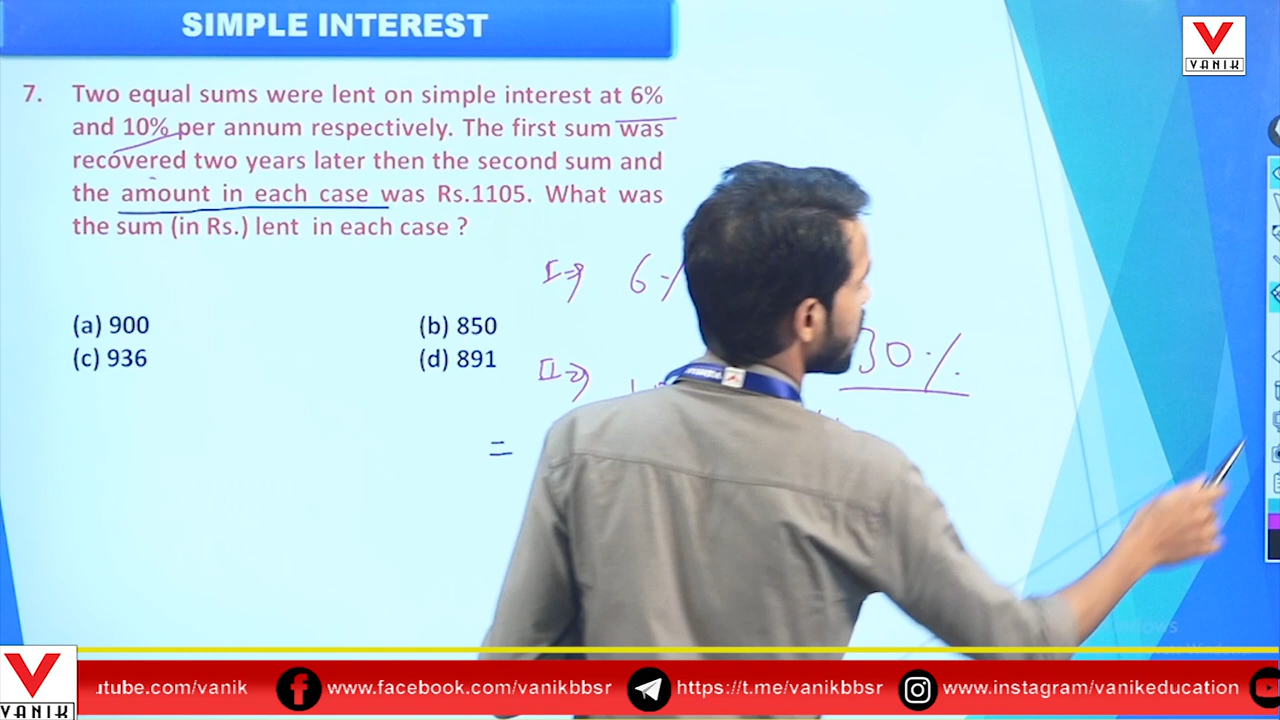 SIMPLE INTEREST
VANIK
7. Two equal sums were lent on simple interest at 6%
and 10% per annum respectively. The first sum was
recovered two years later then the second sum and
the amount in each case was Rs.1105. What was
the sum (in Rs.) lent in each case ?
I⇒ 6%
(a) 900 (b) 850
30%
(c) 936 (d) 891
II⇒
=
utube.com/vanik www.facebook.com/vanikbbsr https://t.me/vanikbbsr www.instagram/vanikeducation
VANIK